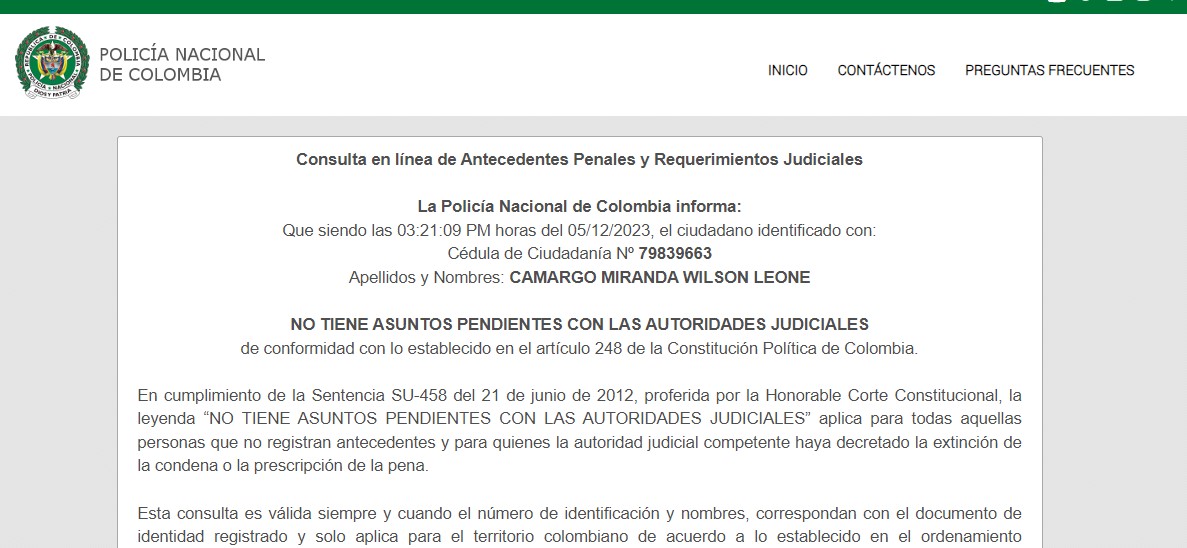 POLICÍA NACIONAL
DE COLOMBIA
INICIO CONTÁCTENOS PREGUNTAS FRECUENTES
Consulta en línea de Antecedentes Penales y Requerimientos Judiciales
La Policía Nacional de Colombia informa:
Que siendo las 03:21:09 PM horas del 05/12/2023, el ciudadano identificado con:
Cédula de Ciudadanía Nº 79839663
Apellidos y Nombres: CAMARGO MIRANDA WILSON LEONE
NO TIENE ASUNTOS PENDIENTES CON LAS AUTORIDADES JUDICIALES
de conformidad con lo establecido en el artículo 248 de la Constitución Política de Colombia.
En cumplimiento de la Sentencia SU-458 del 21 de junio de 2012, proferida por la Honorable Corte Constitucional, la
leyenda “NO TIENE ASUNTOS PENDIENTES CON LAS AUTORIDADES JUDICIALES” aplica para todas aquellas
personas que no registran antecedentes y para quienes la autoridad judicial competente haya decretado la extinción de
la condena o la prescripción de la pena.
Esta consulta es válida siempre y cuando el número de identificación y nombres, correspondan con el documento de
identidad registrado y solo aplica para el territorio colombiano de acuerdo a lo establecido en el ordenamiento